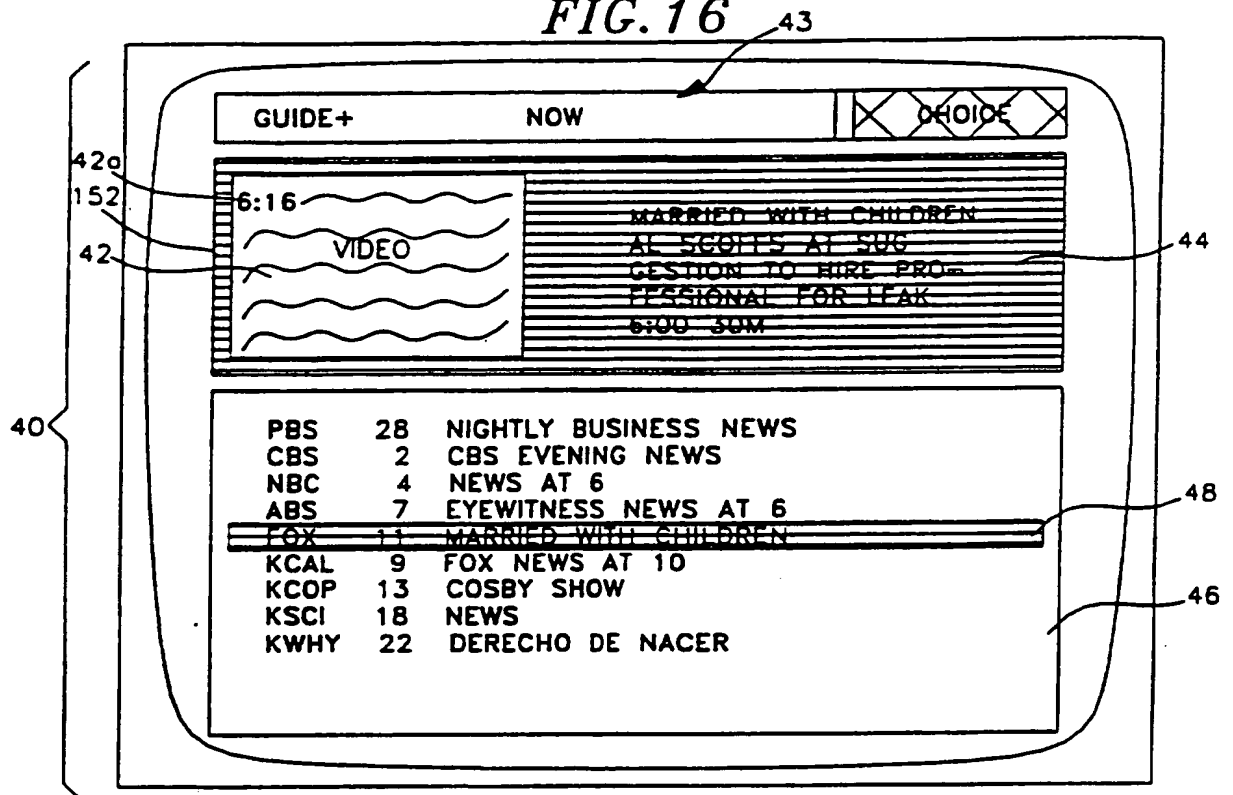 FIG. 16
43
GUIDE+ NOW CHOICE
42a
152
42
6:16
VIDEO
MARRIED WITH CHILDREN
AL SCOFFS AT SUG
GESTION TO HIRE PRO-
FESSIONAL FOR LEAK
6:00 30M
44
40
PBS 28 NIGHTLY BUSINESS NEWS
CBS 2 CBS EVENING NEWS
NBC 4 NEWS AT 6
ABS 7 EYEWITNESS NEWS AT 6
FOX 11 MARRIED WITH CHILDREN
KCAL 9 FOX NEWS AT 10
KCOP 13 COSBY SHOW
KSCI 18 NEWS
KWHY 22 DERECHO DE NACER
48
46